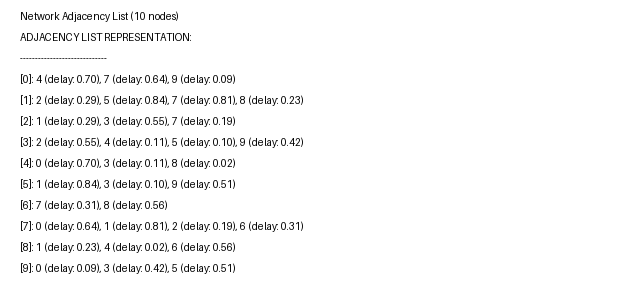 Network Adjacency List (10 nodes)
ADJACENCY LIST REPRESENTATION:
------------------------------
[0]: 4 (delay: 0.70), 7 (delay: 0.64), 9 (delay: 0.09)
[1]: 2 (delay: 0.29), 5 (delay: 0.84), 7 (delay: 0.81), 8 (delay: 0.23)
[2]: 1 (delay: 0.29), 3 (delay: 0.55), 7 (delay: 0.19)
[3]: 2 (delay: 0.55), 4 (delay: 0.11), 5 (delay: 0.10), 9 (delay: 0.42)
[4]: 0 (delay: 0.70), 3 (delay: 0.11), 8 (delay: 0.02)
[5]: 1 (delay: 0.84), 3 (delay: 0.10), 9 (delay: 0.51)
[6]: 7 (delay: 0.31), 8 (delay: 0.56)
[7]: 0 (delay: 0.64), 1 (delay: 0.81), 2 (delay: 0.19), 6 (delay: 0.31)
[8]: 1 (delay: 0.23), 4 (delay: 0.02), 6 (delay: 0.56)
[9]: 0 (delay: 0.09), 3 (delay: 0.42), 5 (delay: 0.51)